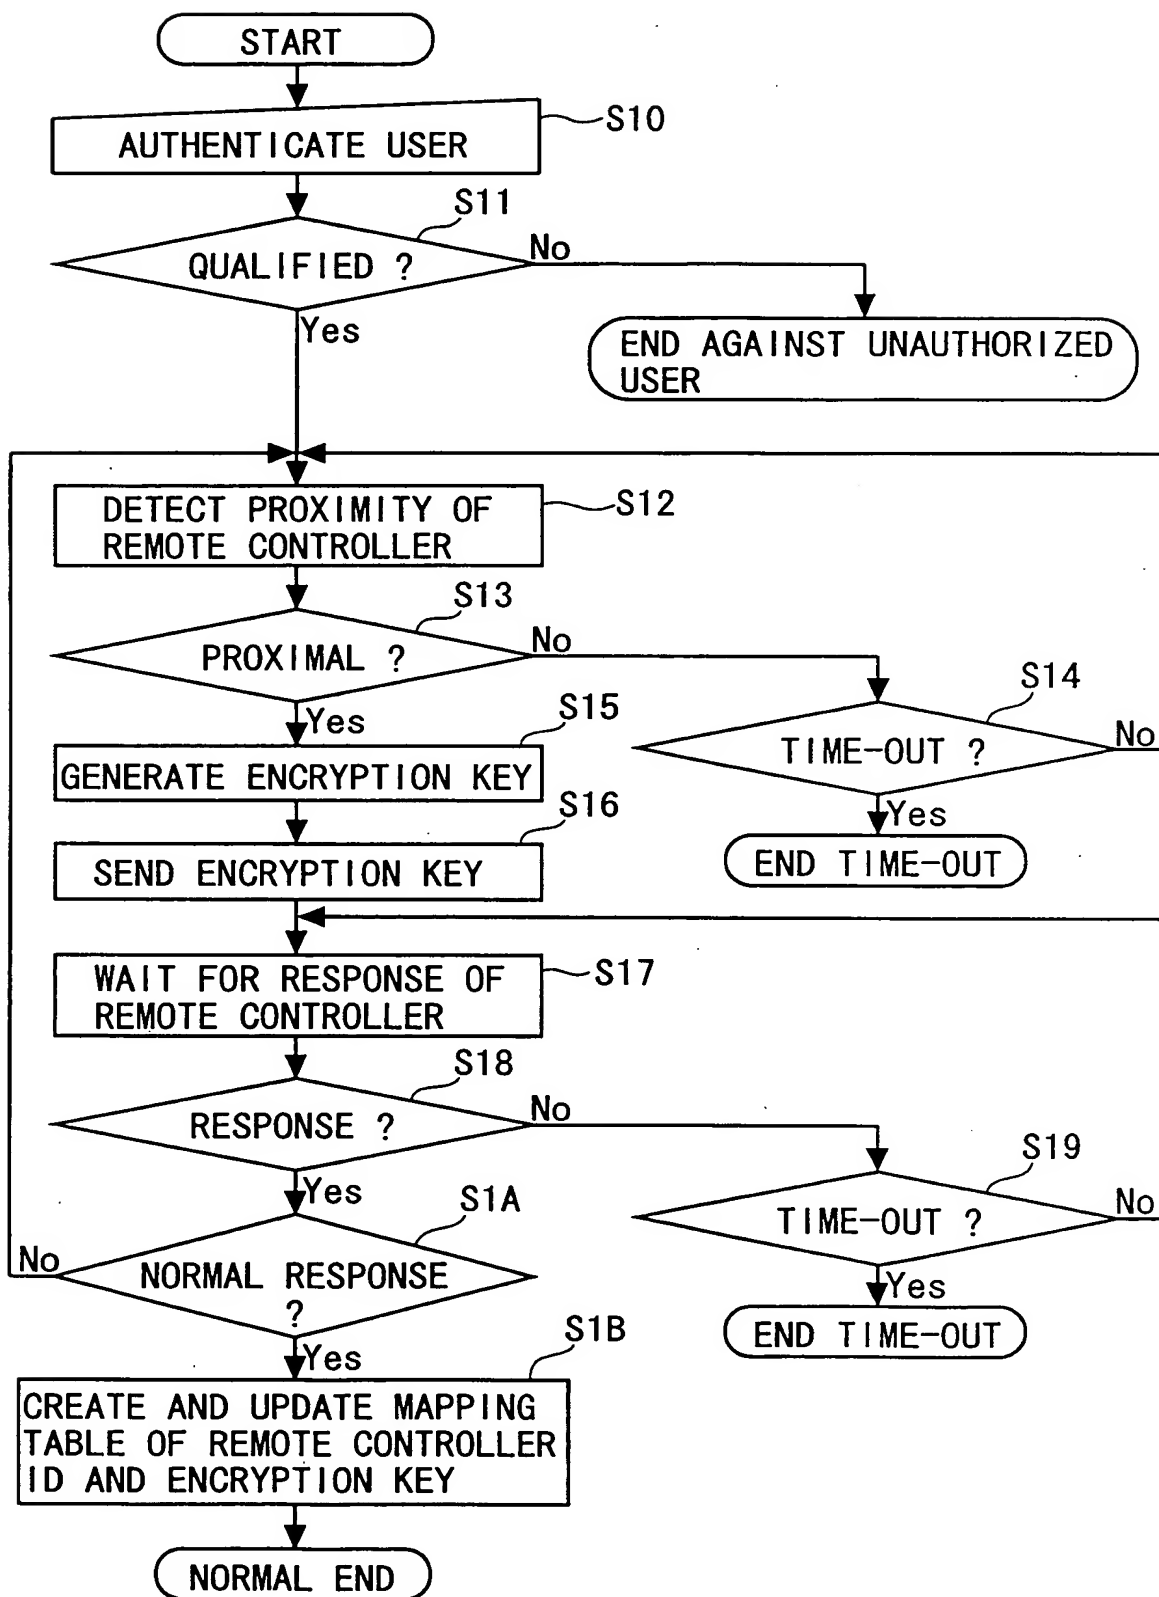 START
AUTHENTICATE USER
S10
S11
QUALIFIED ?
No
Yes
END AGAINST UNAUTHORIZED
USER
DETECT PROXIMITY OF
REMOTE CONTROLLER
S12
S13
PROXIMAL ?
No
Yes
S14
TIME-OUT ?
No
Yes
END TIME-OUT
S15
GENERATE ENCRYPTION KEY
S16
SEND ENCRYPTION KEY
WAIT FOR RESPONSE OF
REMOTE CONTROLLER
S17
S18
RESPONSE ?
No
Yes
S19
TIME-OUT ?
No
Yes
END TIME-OUT
S1A
NORMAL RESPONSE
?
No
Yes
S1B
CREATE AND UPDATE MAPPING
TABLE OF REMOTE CONTROLLER
ID AND ENCRYPTION KEY
NORMAL END